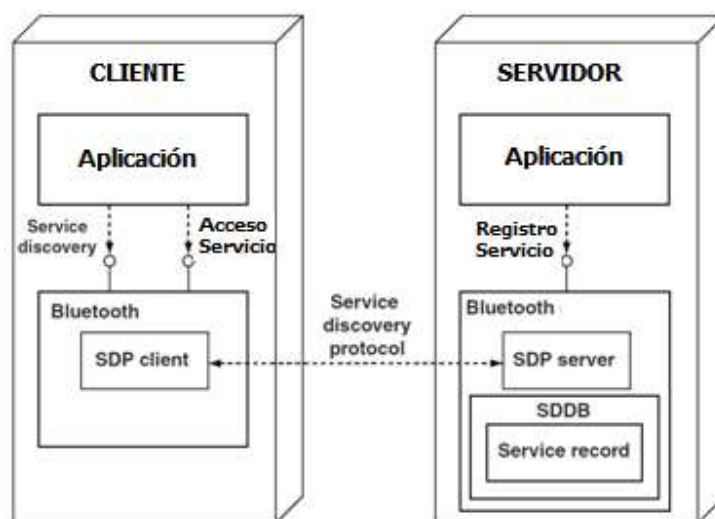 CLIENTE
Aplicación
Service
discovery
Acceso
Servicio
Bluetooth
SDP client
Service
discovery
protocol
SERVIDOR
Aplicación
Registro
Servicio
Bluetooth
SDP server
SDDB
Service record